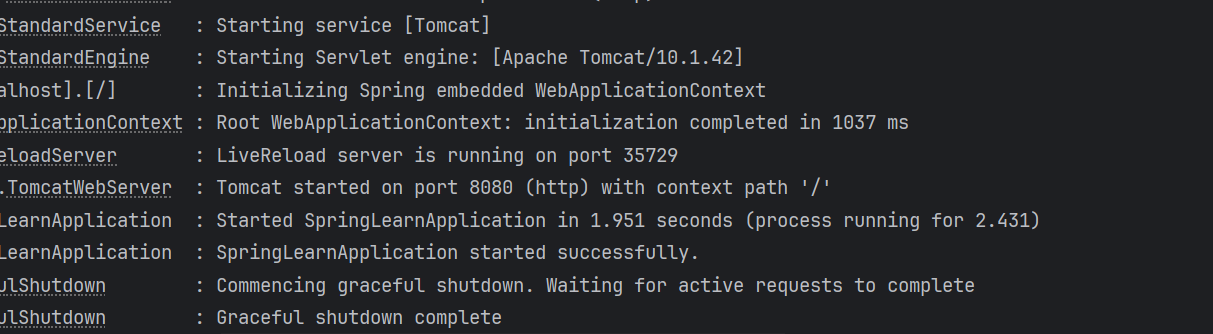 StandardService : Starting service [Tomcat]
StandardEngine : Starting Servlet engine: [Apache Tomcat/10.1.42]
alhost].[/] : Initializing Spring embedded WebApplicationContext
pplicationContext : Root WebApplicationContext: initialization completed in 1037 ms
eloadServer : LiveReload server is running on port 35729
.TomcatWebServer : Tomcat started on port 8080 (http) with context path '/'
LearnApplication : Started SpringLearnApplication in 1.951 seconds (process running for 2.431)
LearnApplication : SpringLearnApplication started successfully.
ulShutdown : Commencing graceful shutdown. Waiting for active requests to complete
ulShutdown : Graceful shutdown complete